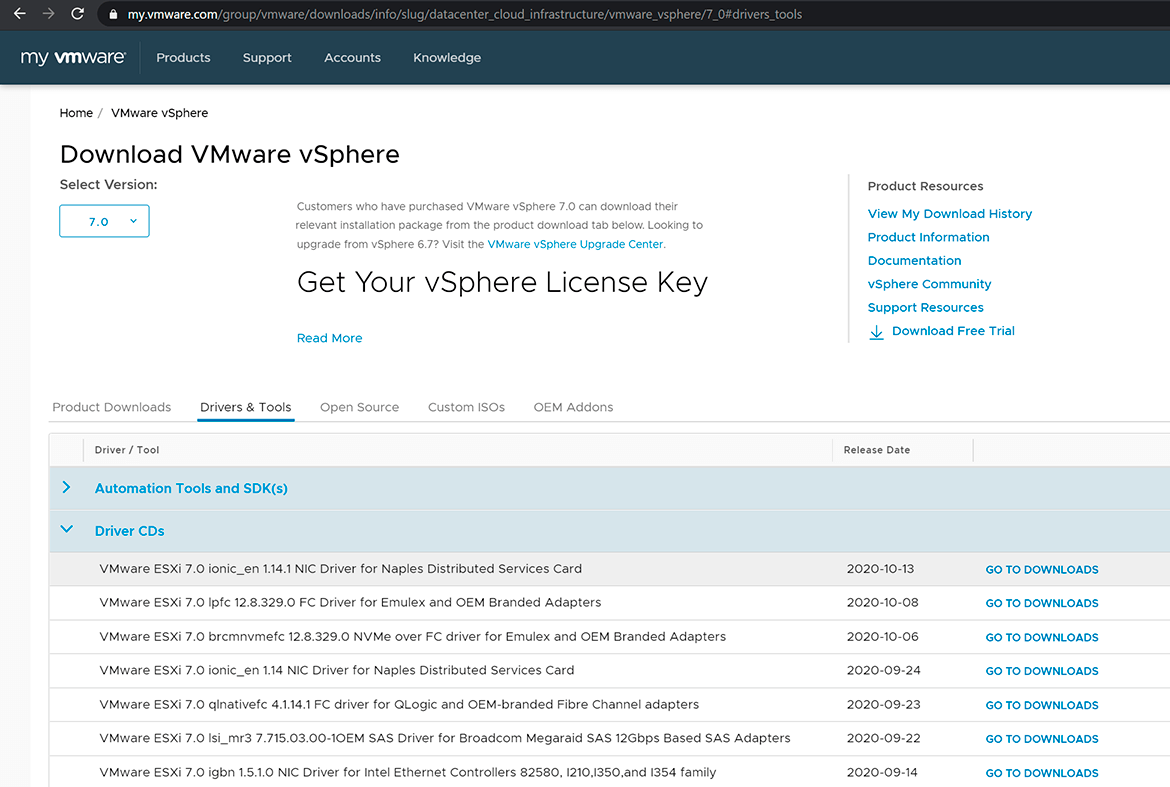 my.vmware.com/group/vmware/downloads/info/slug/datacenter_cloud_infrastructure/vmware_vsphere/7_0#drivers_tools
my vmware® Products Support Accounts Knowledge
Home / VMware vSphere
Download VMware vSphere
Select Version:
7.0
Customers who have purchased VMware vSphere 7.0 can download their
relevant installation package from the product download tab below. Looking to
upgrade from vSphere 6.7? Visit the VMware vSphere Upgrade Center.
Get Your vSphere License Key
Read More
Product Resources
View My Download History
Product Information
Documentation
vSphere Community
Support Resources
Download Free Trial
Product Downloads Drivers & Tools Open Source Custom ISOs OEM Addons
Driver / Tool Release Date
Automation Tools and SDK(s)
Driver CDs
VMware ESXi 7.0 ionic_en 1.14.1 NIC Driver for Naples Distributed Services Card 2020-10-13 GO TO DOWNLOADS
VMware ESXi 7.0 lpfc 12.8.329.0 FC Driver for Emulex and OEM Branded Adapters 2020-10-08 GO TO DOWNLOADS
VMware ESXi 7.0 brcmnvmefc 12.8.329.0 NVMe over FC driver for Emulex and OEM Branded Adapters 2020-10-06 GO TO DOWNLOADS
VMware ESXi 7.0 ionic_en 1.14 NIC Driver for Naples Distributed Services Card 2020-09-24 GO TO DOWNLOADS
VMware ESXi 7.0 qlnativefc 4.1.14.1 FC driver for QLogic and OEM-branded Fibre Channel adapters 2020-09-23 GO TO DOWNLOADS
VMware ESXi 7.0 lsi_mr3 7.715.03.00-1OEM SAS Driver for Broadcom Megaraid SAS 12Gbps Based SAS Adapters 2020-09-22 GO TO DOWNLOADS
VMware ESXi 7.0 igbn 1.5.1.0 NIC Driver for Intel Ethernet Controllers 82580, I210,I350,and I354 family 2020-09-14 GO TO DOWNLOADS